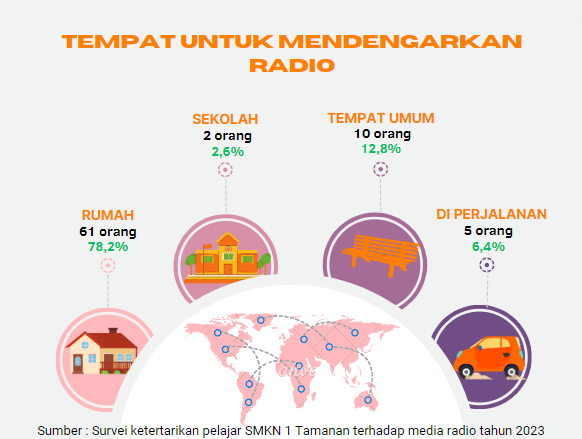 TEMPAT UNTUK MENDENGARKAN
RADIO
SEKOLAH
2 orang
2,6%
TEMPAT UMUM
10 orang
12,8%
RUMAH
61 orang
78,2%
DI PERJALANAN
5 orang
6,4%
Sumber : Survei ketertarikan pelajar SMKN 1 Tamanan terhadap media radio tahun 2023